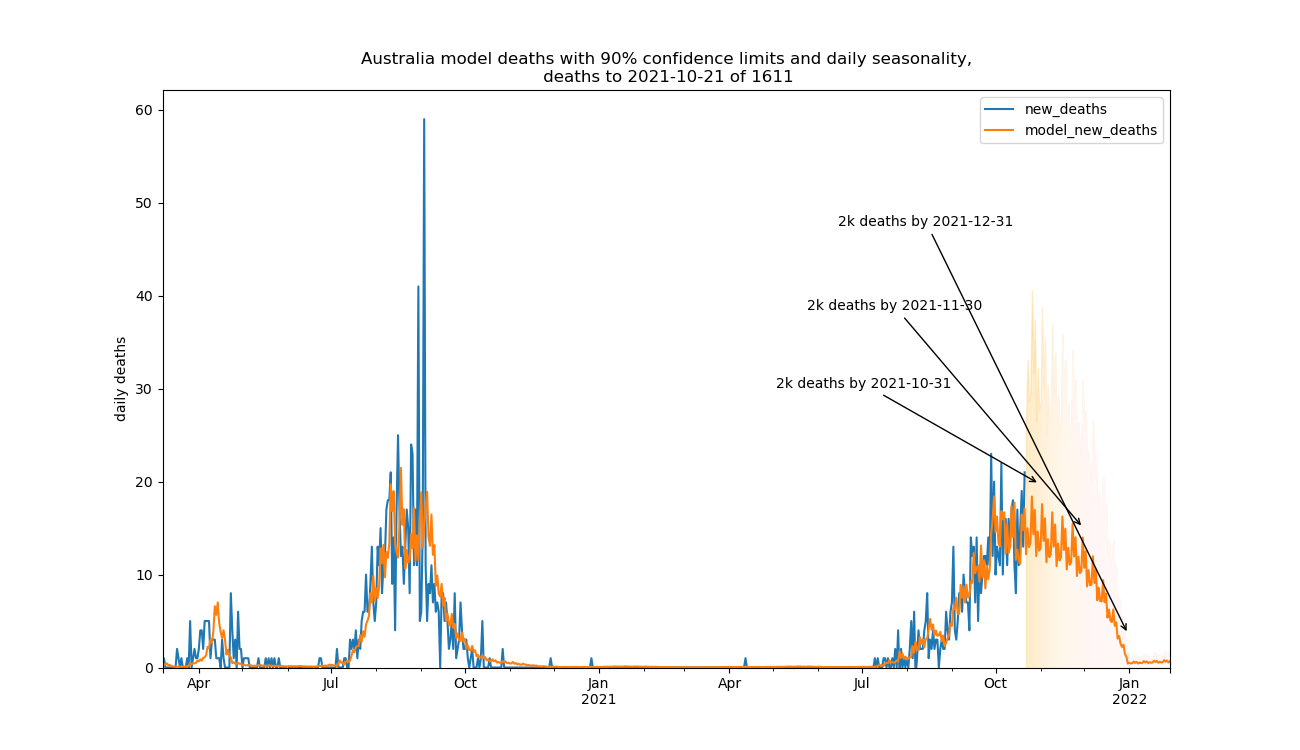 Australia model deaths with 90% confidence limits and daily seasonality,
deaths to 2021-10-21 of 1611
new_deaths
model_new_deaths
2k deaths by 2021-12-31
2k deaths by 2021-11-30
2k deaths by 2021-10-31
daily deaths
60
50
40
30
20
10
0
Apr Jul Oct Jan Apr Jul Oct Jan
2021 2022